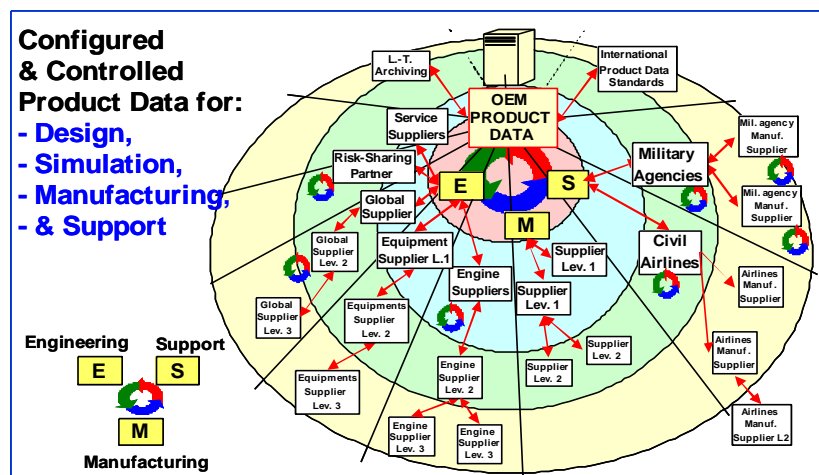 Configured
& Controlled
Product Data for:
- Design,
- Simulation,
- Manufacturing,
- & Support
L.-T.
Archiving
International
Product Data
Standards
OEM
PRODUCT
DATA
Service
Suppliers
Risk-Sharing
Partner
Global
Supplier
Global
Supplier
Lev. 2
Global
Supplier
Lev. 3
Equipment
Supplier L.1
Equipments
Supplier
Lev. 2
Equipments
Supplier
Lev. 3
E
S
M
Engine
Suppliers
Engine
Supplier
Lev. 2
Engine
Supplier
Lev. 3
Engine
Supplier
Lev. 3
Supplier
Lev. 1
Supplier
Lev. 1
Supplier
Lev. 2
Supplier
Lev. 2
Military
Agencies
Mil. agency
Manuf.
Supplier
Mil. agency
Manuf.
Supplier
Civil
Airlines
Airlines
Manuf.
Supplier
Airlines
Manuf.
Supplier
Airlines
Manuf.
Supplier L2
Engineering
Support
E
S
M
Manufacturing